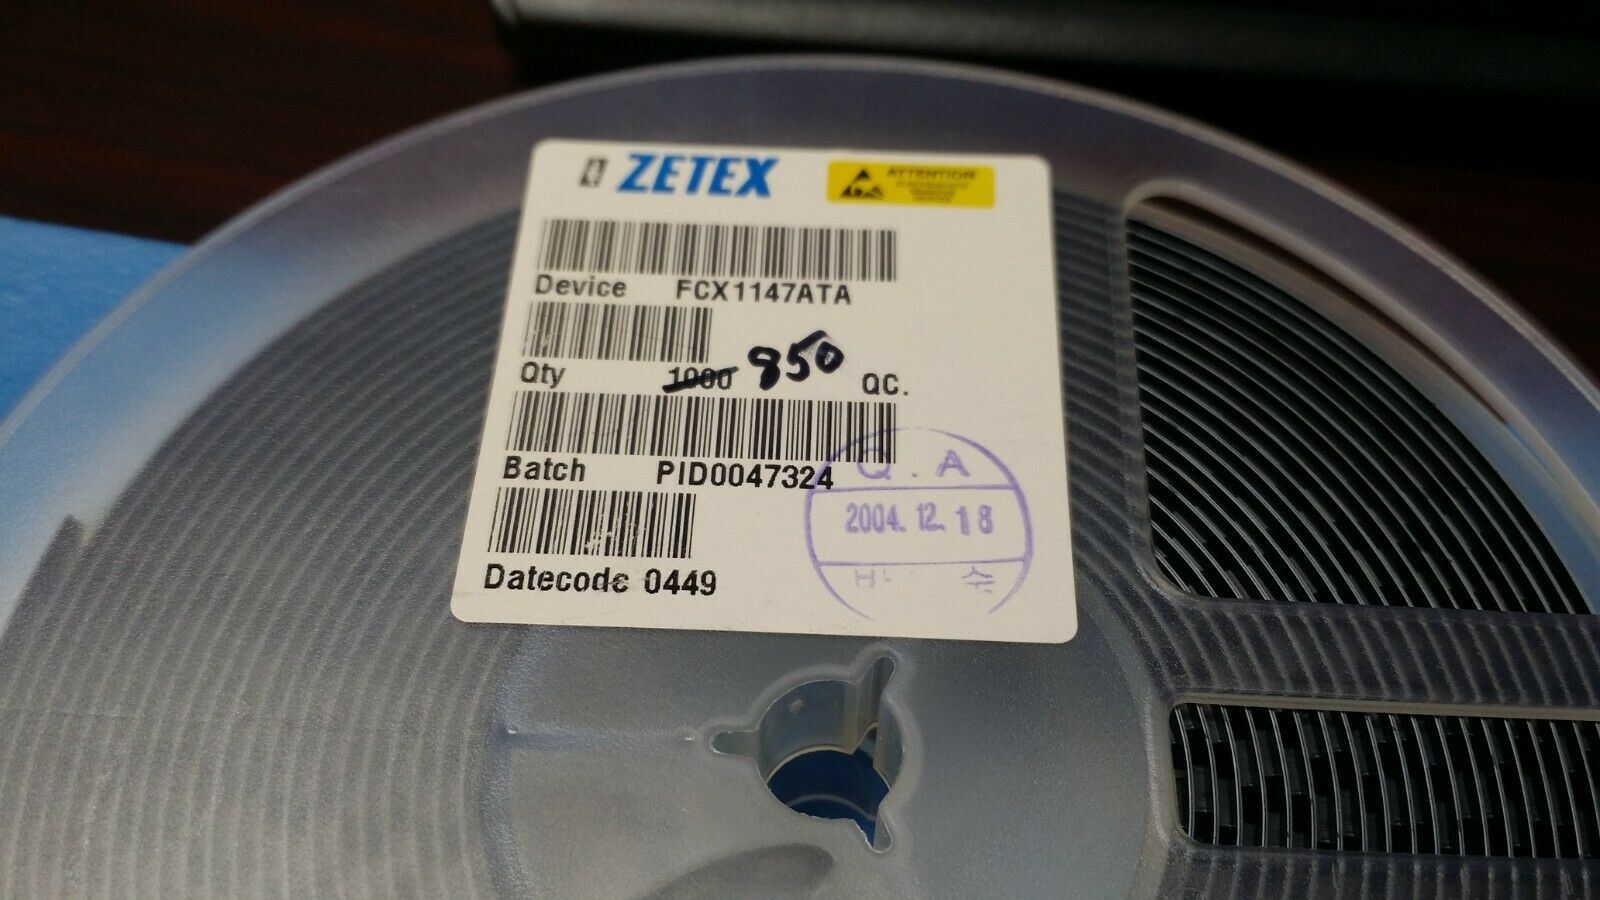 ZETEX
ATTENTION
Device FCX1147ATA
Qty 1000 850 QC.
Batch PID0047324
Q.A
2004.12.18
Datecode 0449